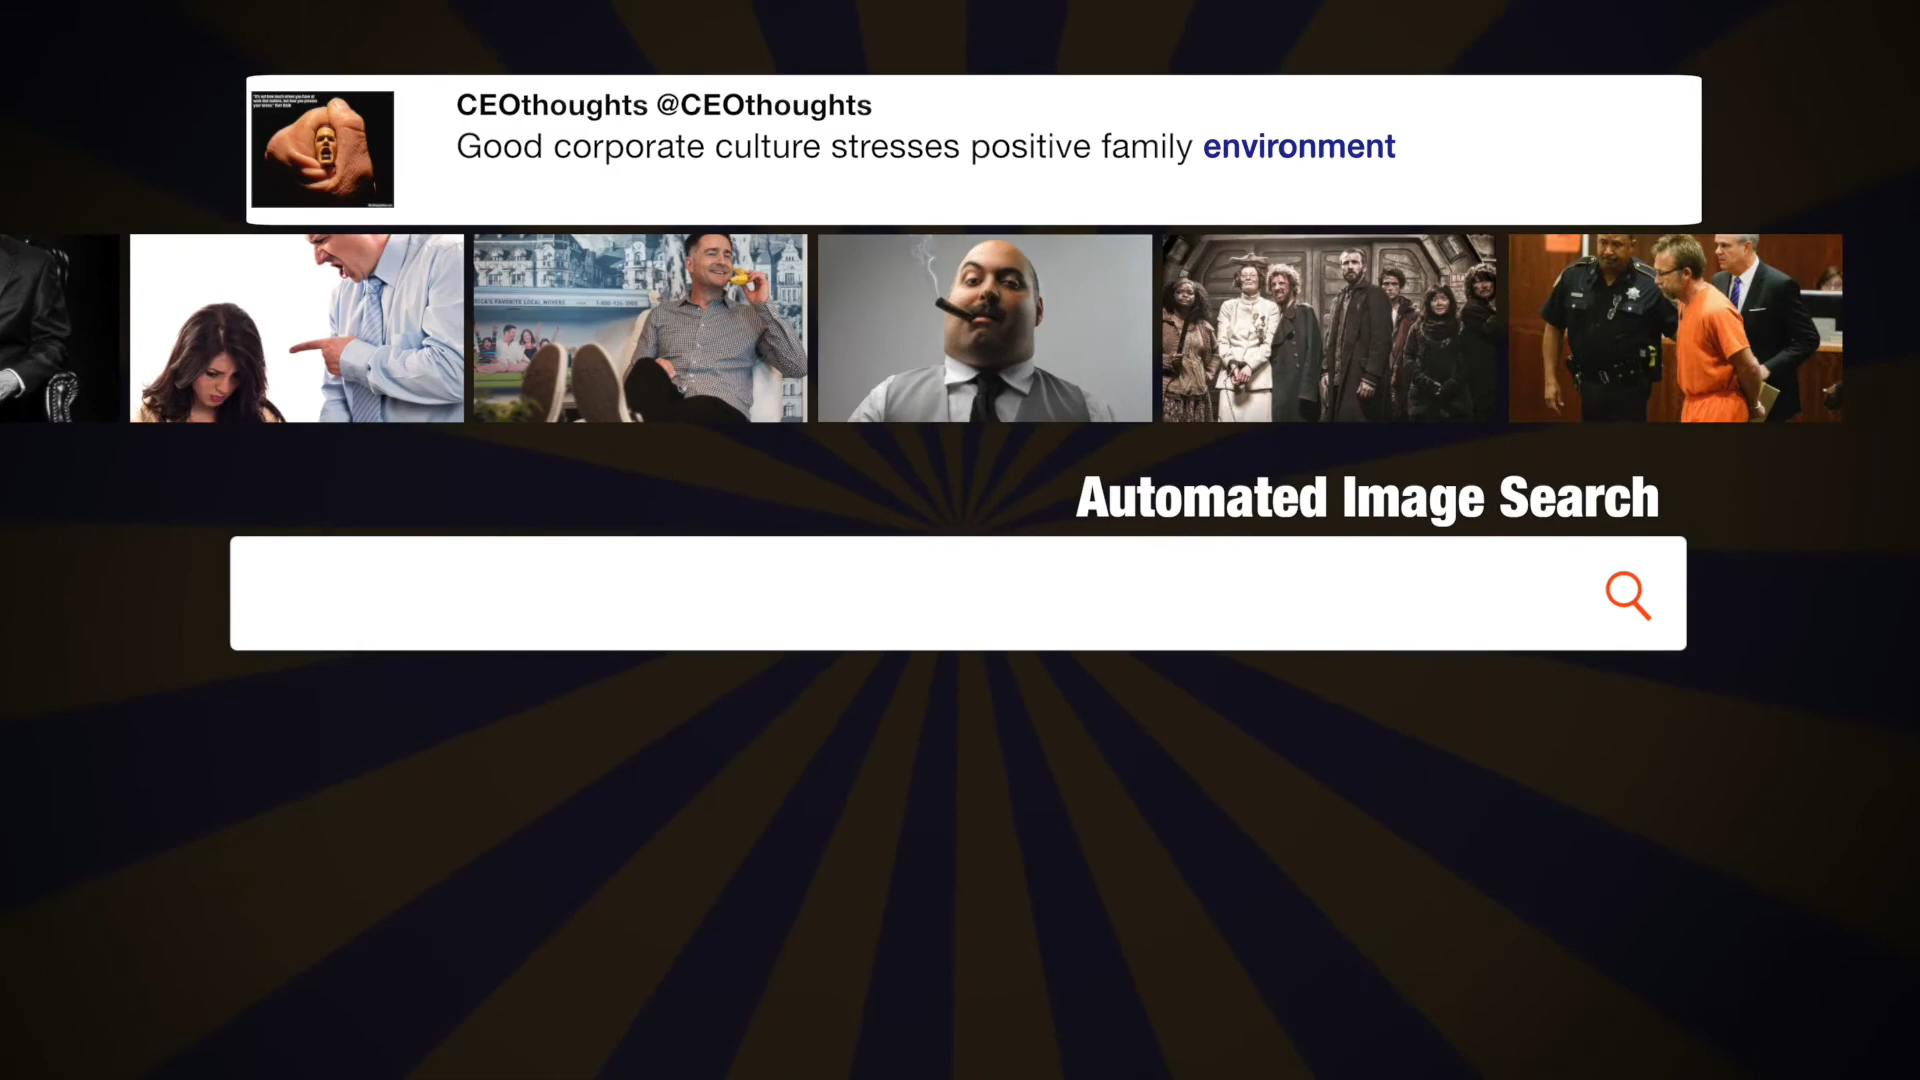 CEOthoughts @CEOthoughts
Good corporate culture stresses positive family environment
Automated Image Search